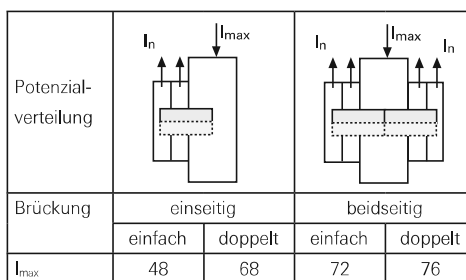 Iₙ Iₘₐₓ Iₙ Iₘₐₓ Iₙ
Potenzial-
verteilung
Brückung einseitig beidseitig
einfach doppelt einfach doppelt
Iₘₐₓ 48 68 72 76